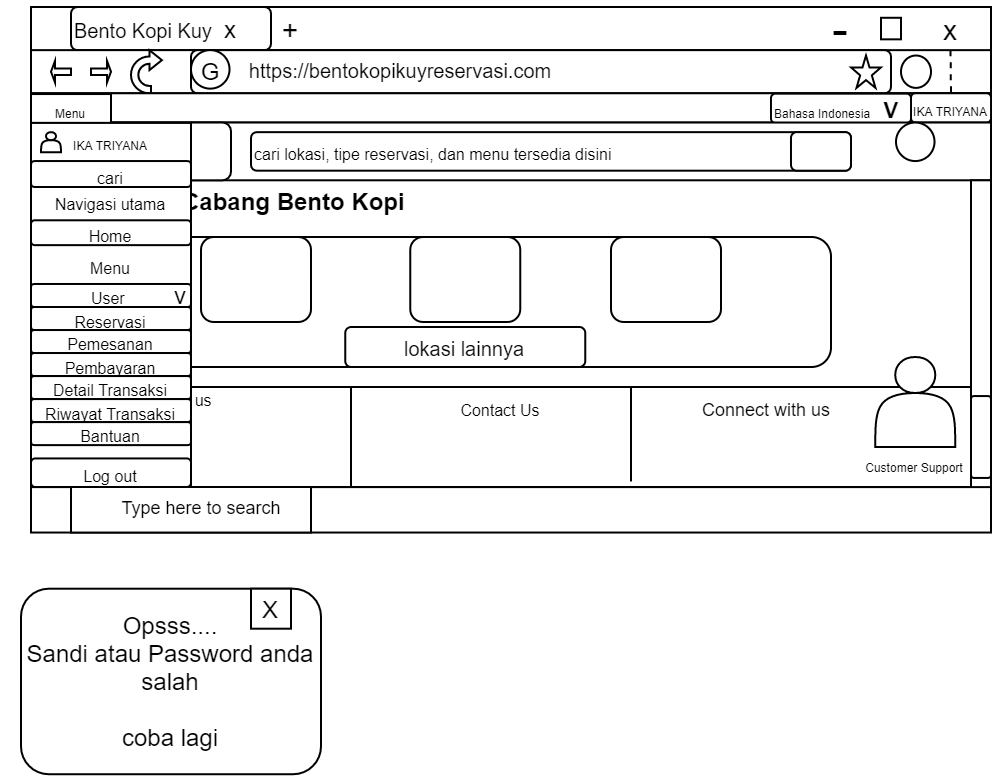 Bento Kopi Kuy x +
- X
G https://bentokopikuyreservasi.com
Menu
Bahasa Indonesia V IKA TRIYANA
IKA TRIYANA
cari lokasi, tipe reservasi, dan menu tersedia disini
cari
Navigasi utama
Cabang Bento Kopi
Home
Menu
User V
Reservasi
Pemesanan
Pembayaran
Detail Transaksi
Riwayat Transaksi
Bantuan
Log out
lokasi lainnya
us
Contact Us
Connect with us
Customer Support
Type here to search
X
Opsss....
Sandi atau Password anda
salah
coba lagi